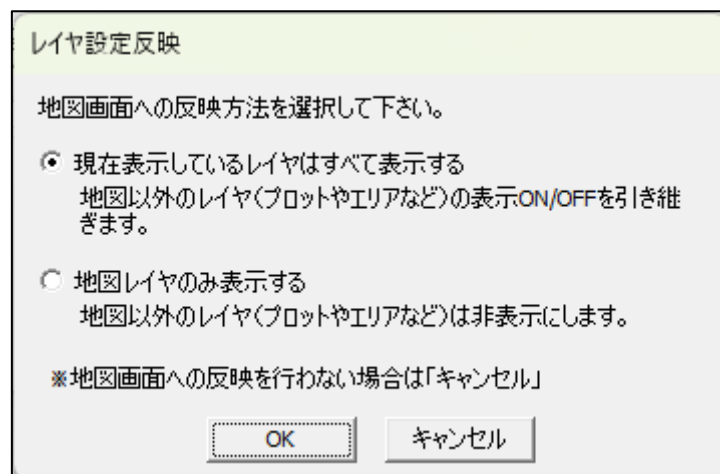 レイヤ設定反映
地図画面への反映方法を選択して下さい。
現在表示しているレイヤはすべて表示する
地図以外のレイヤ(プロットやエリアなど)の表示ON/OFFを引き継
ぎます。
地図レイヤのみ表示する
地図以外のレイヤ(プロットやエリアなど)は非表示にします。
※地図画面への反映を行わない場合は「キャンセル」
OK キャンセル